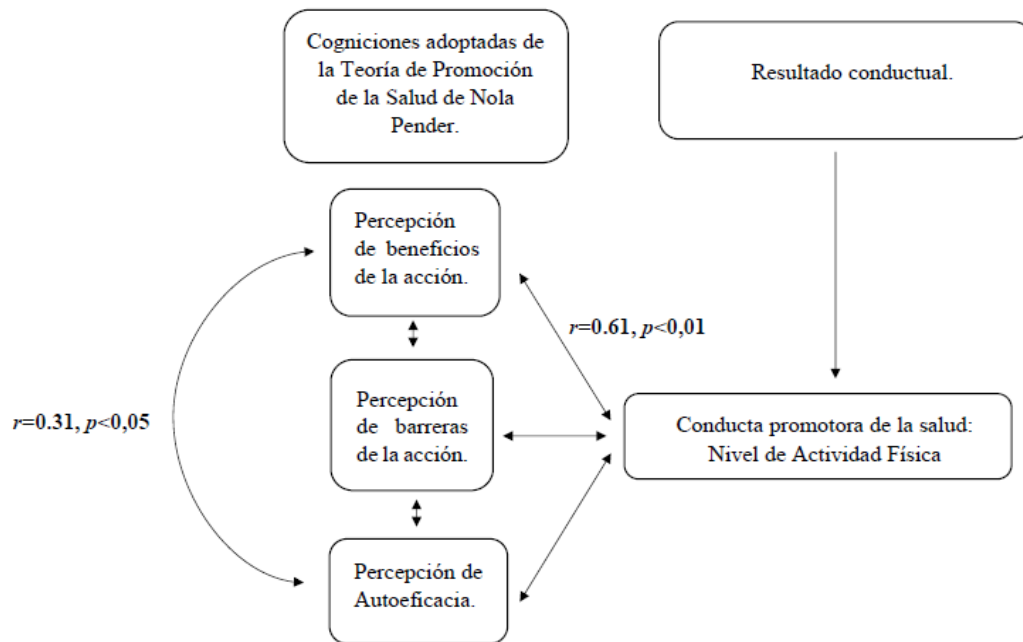 Cogniciones adoptadas de
la Teoría de Promoción
de la Salud de Nola
Pender.
Resultado conductual.
Percepción
de beneficios
de la acción.
r=0.61, p<0,01
r=0.31, p<0,05
Percepción
de barreras
de la acción.
Conducta promotora de la salud:
Nivel de Actividad Física
Percepción de
Autoeficacia.